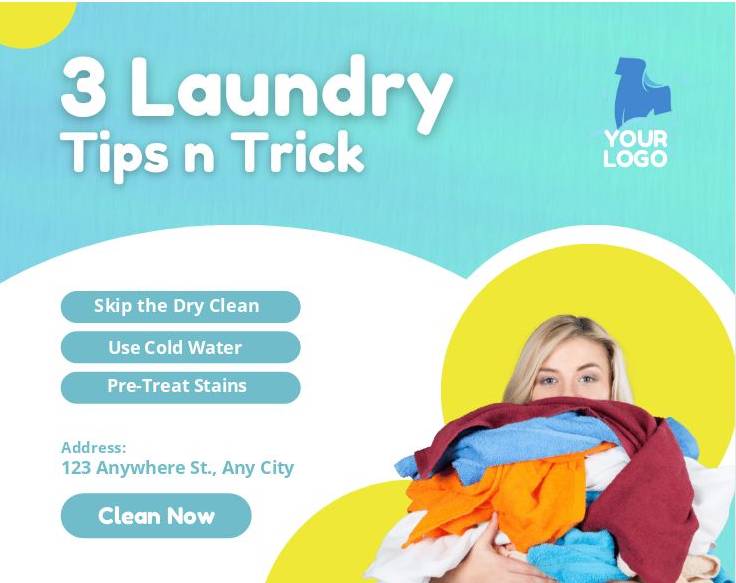 3 Laundry
Tips n Trick
YOUR
LOGO
Skip the Dry Clean
Use Cold Water
Pre-Treat Stains
Address:
123 Anywhere St., Any City
Clean Now